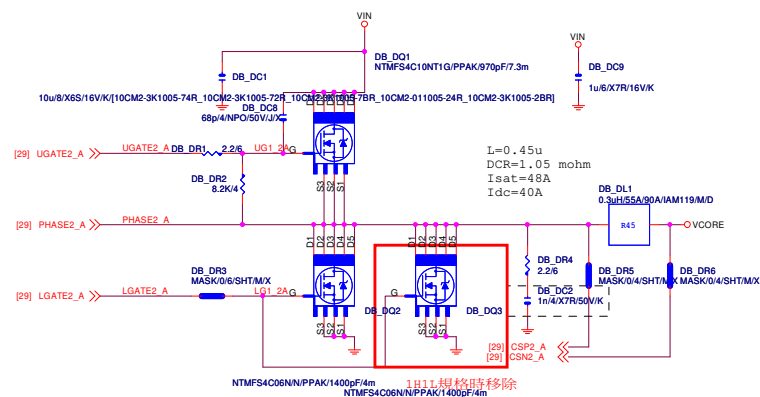 VIN
VIN
DB_DQ1
NTMFS4C10NT1G/PPAK/970pF/7.3m
DB_DC1
DB_DC9
1u/6/X7R/16V/K
10u/8/X6S/16V/K/[10CM2-3K1005-74R_10CM2-3K1005-72R_10CM2-3K1005-7BR_10CM2-011005-24R_10CM2-3K1005-2BR]
DB_DC8
68p/4/NPO/50V/J/X
[29] UGATE2_A
UGATE2_A
DB_DR1
2.2/6
UG1_2A
G
S3
S2
S1
DB_DR2
8.2K/4
L=0.45u
DCR=1.05 mohm
Isat=48A
Idc=40A
DB_DL1
0.3uH/55A/90A/IAM119/M/D
R45
VCORE
[29] PHASE2_A
PHASE2_A
D1
D2
D3
D4
D5
D1
D2
D3
D4
D5
DB_DR4
2.2/6
DB_DR3
MASK/0/6/SHT/M/X
DB_DR5
MASK/0/4/SHT/M/X
DB_DR6
MASK/0/4/SHT/M/X
[29] LGATE2_A
LGATE2_A
LG1_2A
G
G
DB_DC2
1n/4/X7R/50V/K
S3
S2
S1
DB_DQ2
S3
S2
S1
DB_DQ3
[29] CSP2_A
[29] CSN2_A
NTMFS4C06N/N/PPAK/1400pF/4m
1H1L規格時移除
NTMFS4C06N/N/PPAK/1400pF/4m